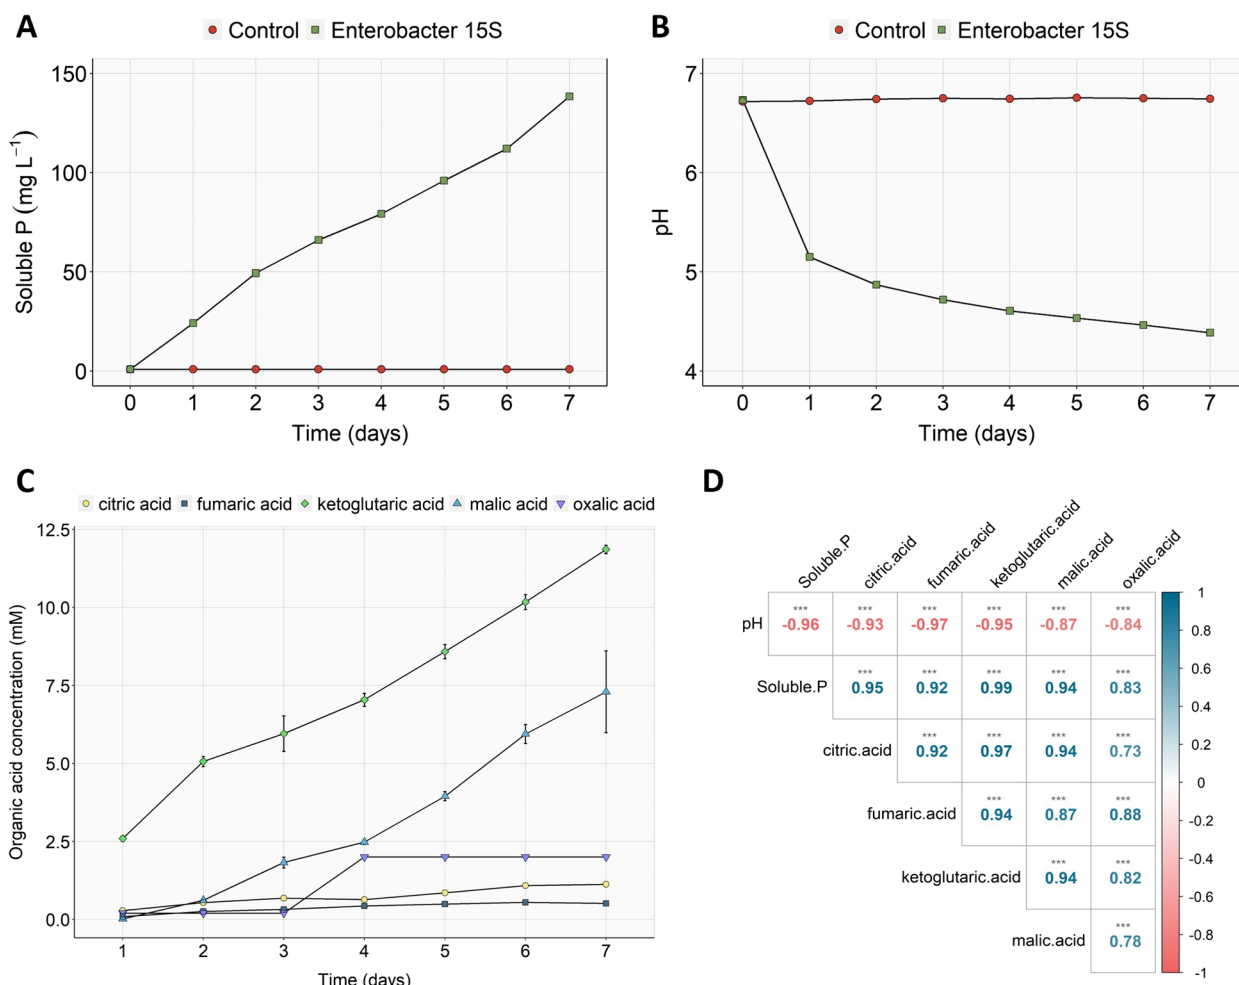 A
Control Enterobacter 15S
Soluble P (mg L⁻¹)
150
100
50
0
0 1 2 3 4 5 6 7
Time (days)
B
Control Enterobacter 15S
pH
7
6
5
4
0 1 2 3 4 5 6 7
Time (days)
C
citric acid fumaric acid ketoglutaric acid malic acid oxalic acid
Organic acid concentration (mM)
12.5
10.0
7.5
5.0
2.5
0.0
1 2 3 4 5 6 7
Time (days)
D
Soluble.P citric.acid fumaric.acid ketoglutaric.acid malic.acid oxalic.acid
*** *** *** *** *** ***
pH -0.96 -0.93 -0.97 -0.95 -0.87 -0.84
*** *** *** *** ***
Soluble.P 0.95 0.92 0.99 0.94 0.83
*** *** *** ***
citric.acid 0.92 0.97 0.94 0.73
*** *** ***
fumaric.acid 0.94 0.87 0.88
*** ***
ketoglutaric.acid 0.94 0.82
***
malic.acid 0.78
1
0.8
0.6
0.4
0.2
0
-0.2
-0.4
-0.6
-0.8
-1